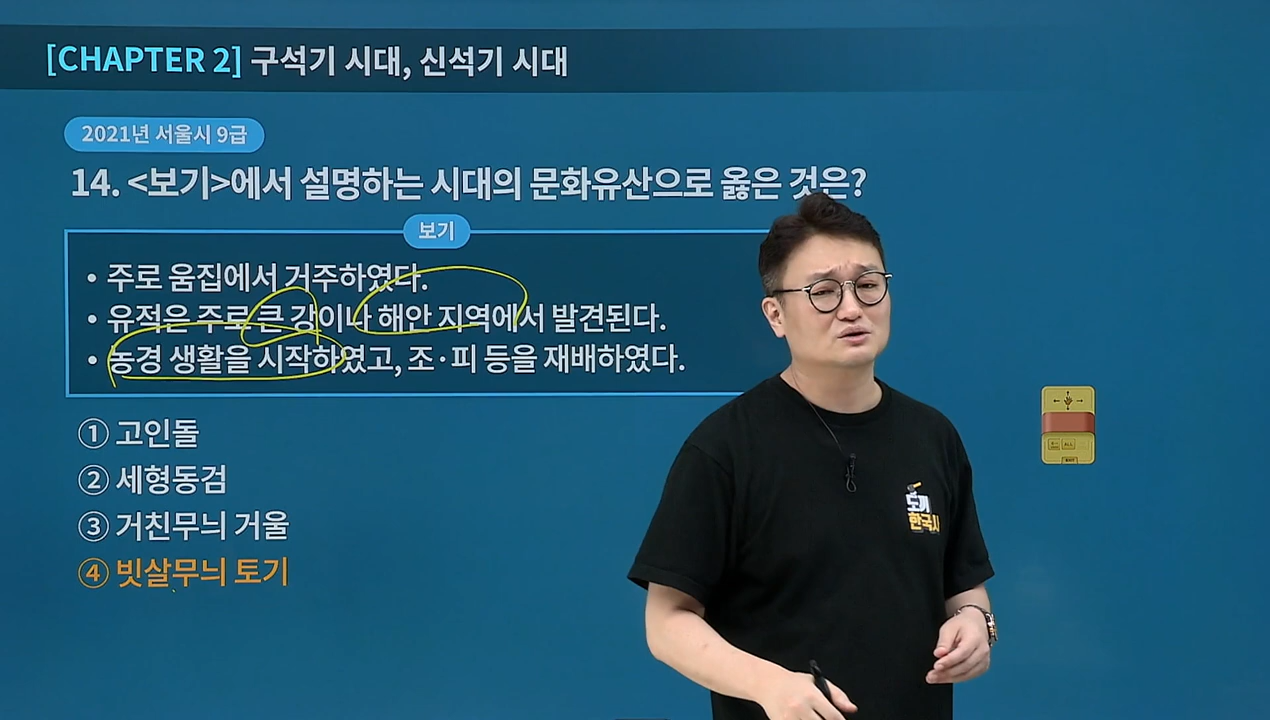 [CHAPTER 2] 구석기 시대, 신석기 시대
2021년 서울시 9급
14. <보기>에서 설명하는 시대의 문화유산으로 옳은 것은?
보기
• 주로 움집에서 거주하였다.
• 유적은 주로 큰 강이나 해안 지역에서 발견된다.
• 농경 생활을 시작하였고, 조·피 등을 재배하였다.
① 고인돌
② 세형동검
③ 거친무늬 거울
④ 빗살무늬 토기
ALL
도끼
한국사